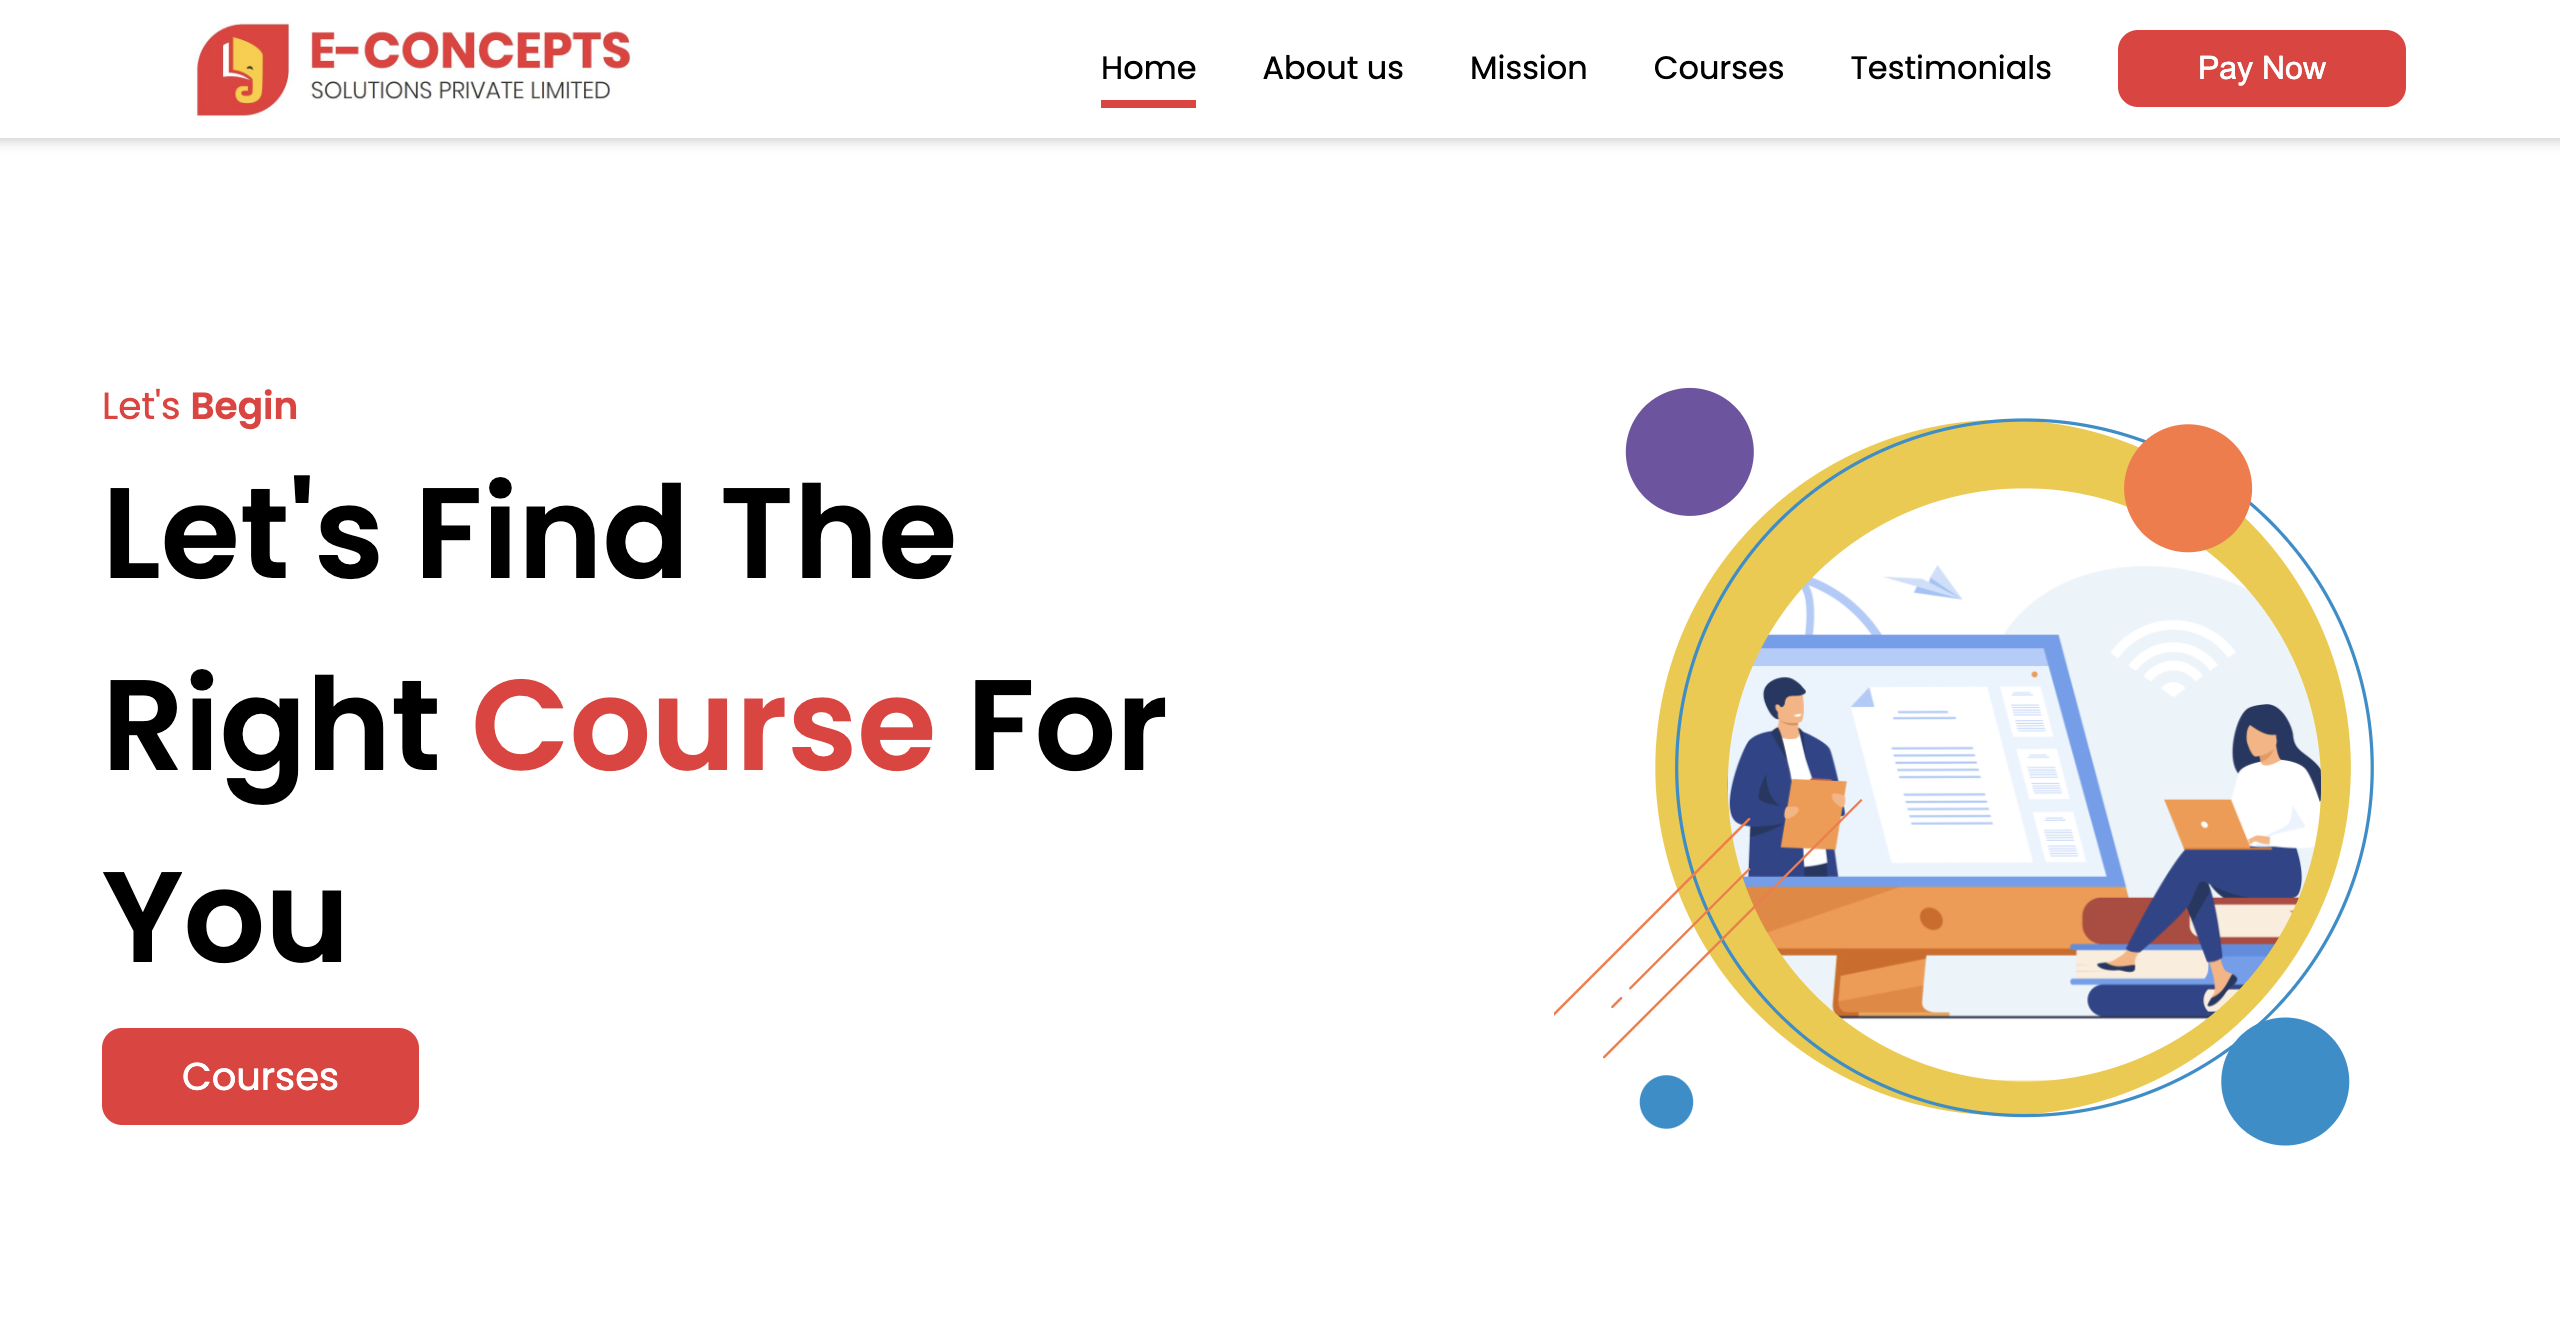 E-CONCEPTS
SOLUTIONS PRIVATE LIMITED
Home About us Mission Courses Testimonials Pay Now
Let's Begin
Let's Find The
Right Course For
You
Courses